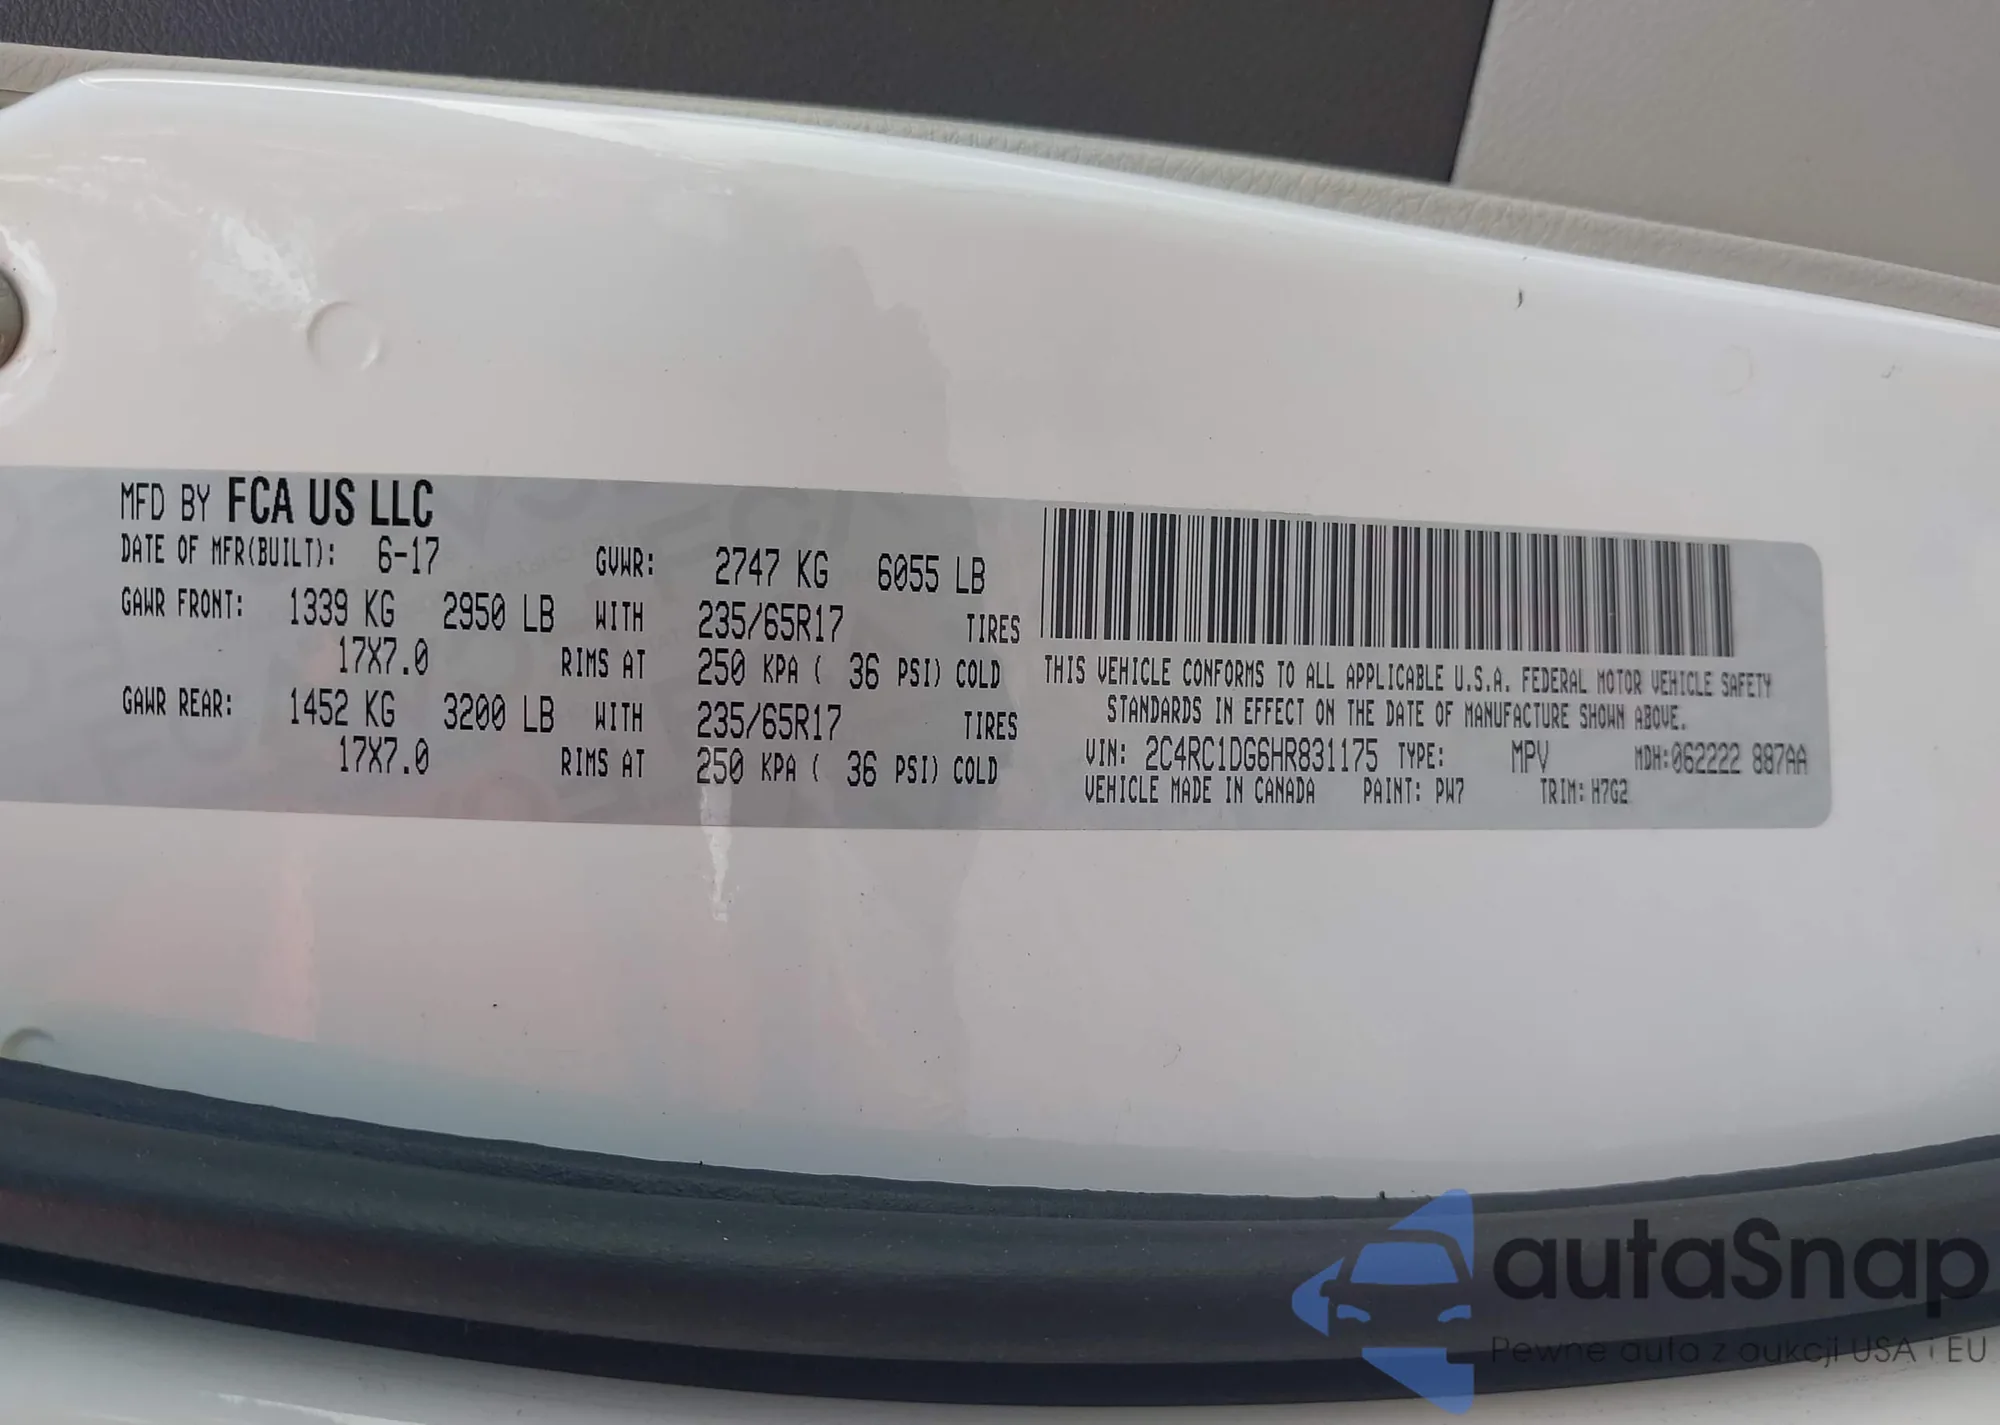 MFD BY FCA US LLC
DATE OF MFR(BUILT): 6-17 GVWR: 2747 KG 6055 LB
GAWR FRONT: 1339 KG 2950 LB WITH 235/65R17 TIRES
17X7.0 RIMS AT 250 KPA ( 36 PSI) COLD
GAWR REAR: 1452 KG 3200 LB WITH 235/65R17 TIRES
17X7.0 RIMS AT 250 KPA ( 36 PSI) COLD
THIS VEHICLE CONFORMS TO ALL APPLICABLE U.S.A. FEDERAL MOTOR VEHICLE SAFETY
STANDARDS IN EFFECT ON THE DATE OF MANUFACTURE SHOWN ABOVE.
VIN: 2C4RC1DG6HR831175 TYPE: MPV MDH:062222 887AA
VEHICLE MADE IN CANADA PAINT: PW7 TRIM: H7G2
autaSnap
Pewne auta z aukcji USA i EU